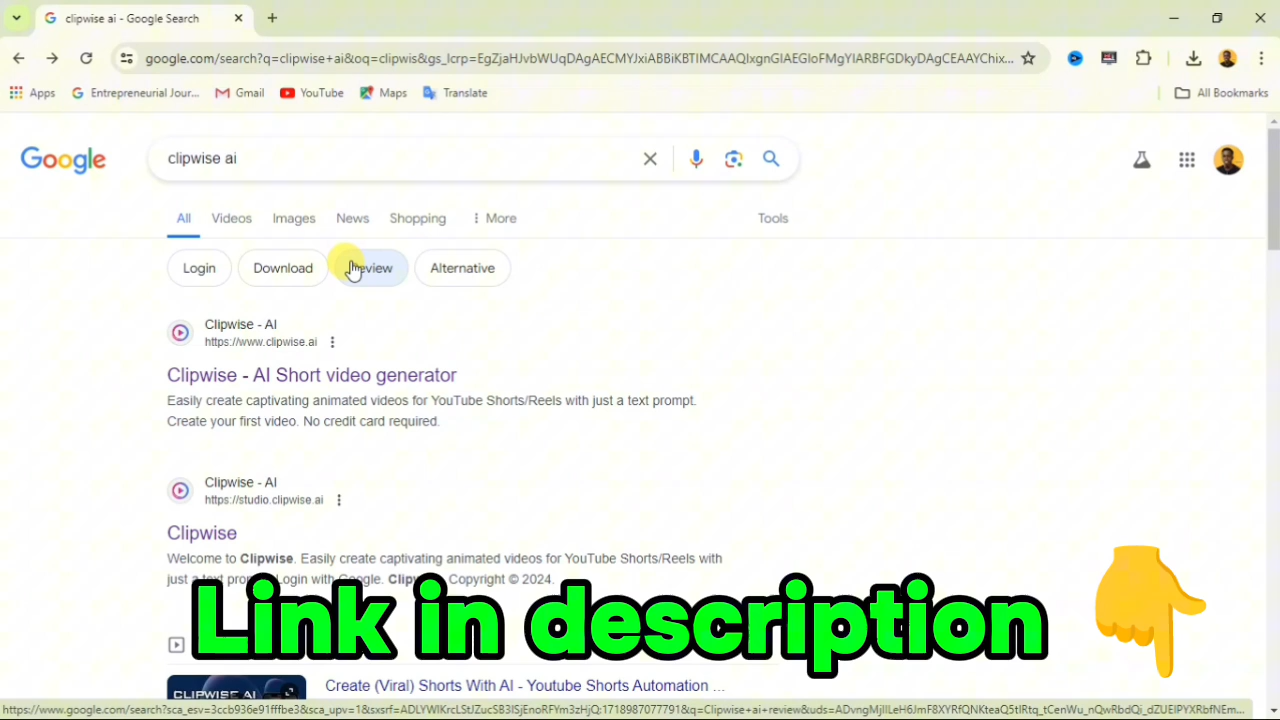 clipwise ai - Google Search
google.com/search?q=clipwise+ai&oq=clipwis&gs_lcrp=EgZjaHJvbWUqDAgAECMYJxiABBiKBTIMCAAQIxgnGIAEGIoFMgYIARBFGDkyDAgCEAAYChix...
Apps
Entrepreneurial Jour...
Gmail
YouTube
Maps
Translate
All Bookmarks
Google
clipwise ai
All
Videos
Images
News
Shopping
More
Tools
Login
Download
Alternative
Clipwise - AI
https://www.clipwise.ai
Clipwise - AI Short video generator
Easily create captivating animated videos for YouTube Shorts/Reels with just a text prompt.
Create your first video. No credit card required.
Clipwise - AI
https://studio.clipwise.ai
Clipwise
Welcome to Clipwise. Easily create captivating animated videos for YouTube Shorts/Reels with
just a text Login with Google. Copyright © 2024.
Link in description
CLIPWISE AI
Create (Viral) Shorts With AI - Youtube Shorts Automation ...